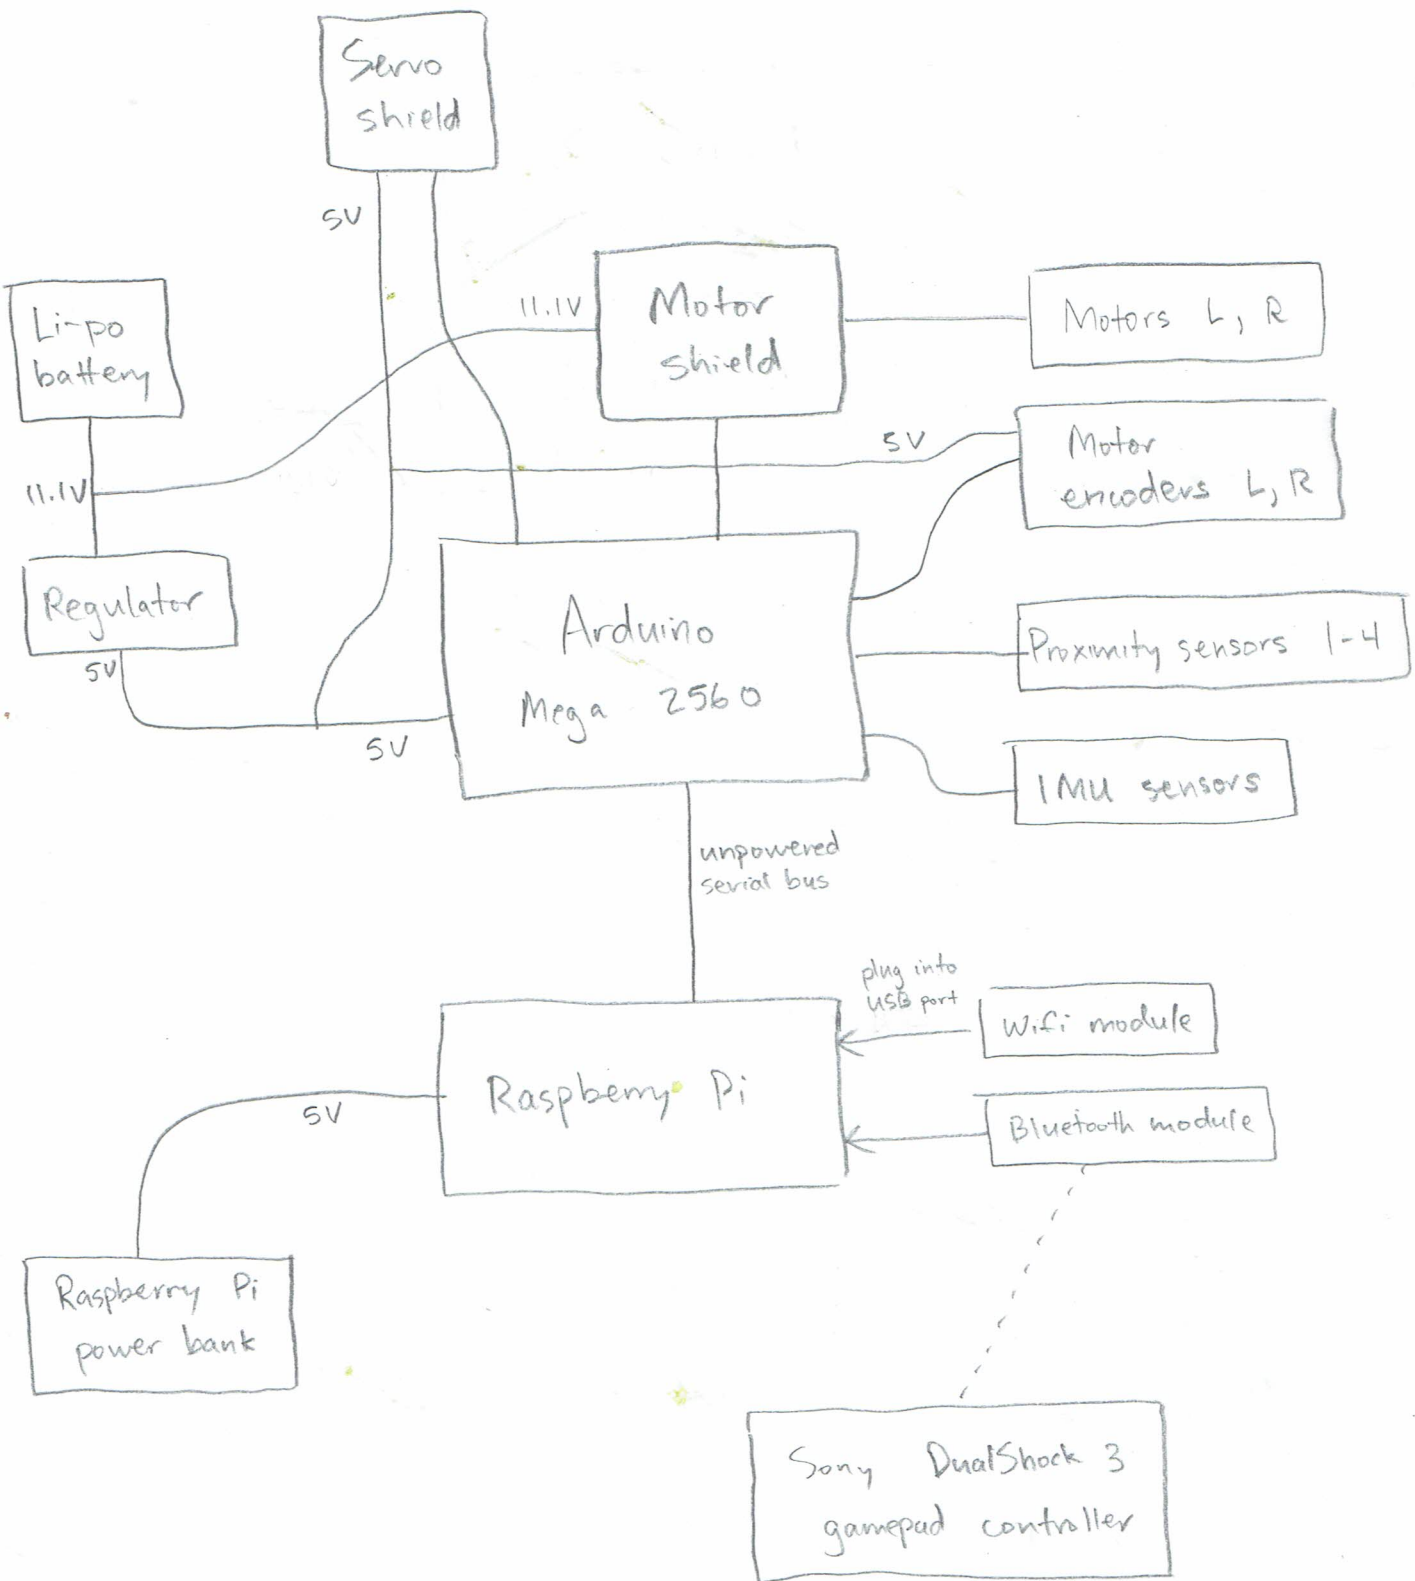 Servo
shield
5V
Li-po
battery
11.1V
Motor
shield
Motors L, R
5V
Motor
encoders L, R
11.1V
Regulator
5V
Arduino
Mega 2560
5V
Proximity sensors 1-4
IMU sensors
unpowered
serial bus
plug into
USB port
Wifi module
Raspberry Pi
Bluetooth module
5V
Raspberry Pi
power bank
Sony DualShock 3
gamepad controller